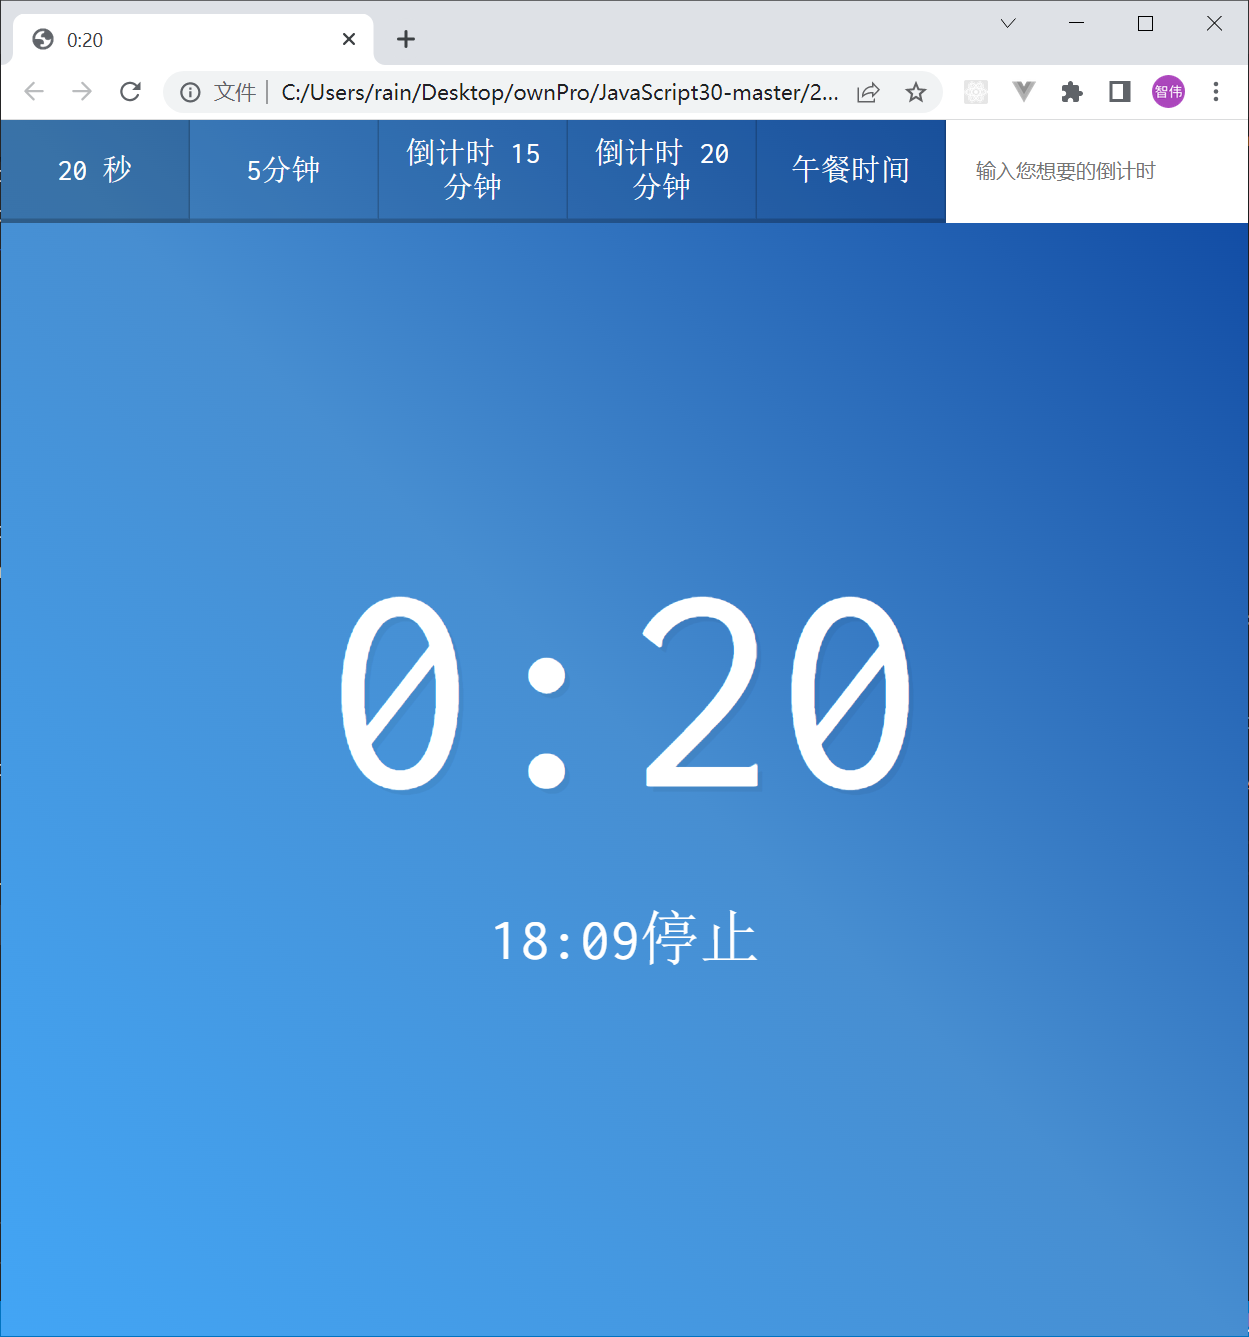 0:20
文件
C:/Users/rain/Desktop/ownPro/JavaScript30-master/2...
智伟
20 秒
5分钟
倒计时 15
分钟
倒计时 20
分钟
午餐时间
输入您想要的倒计时
0:20
18:09停止